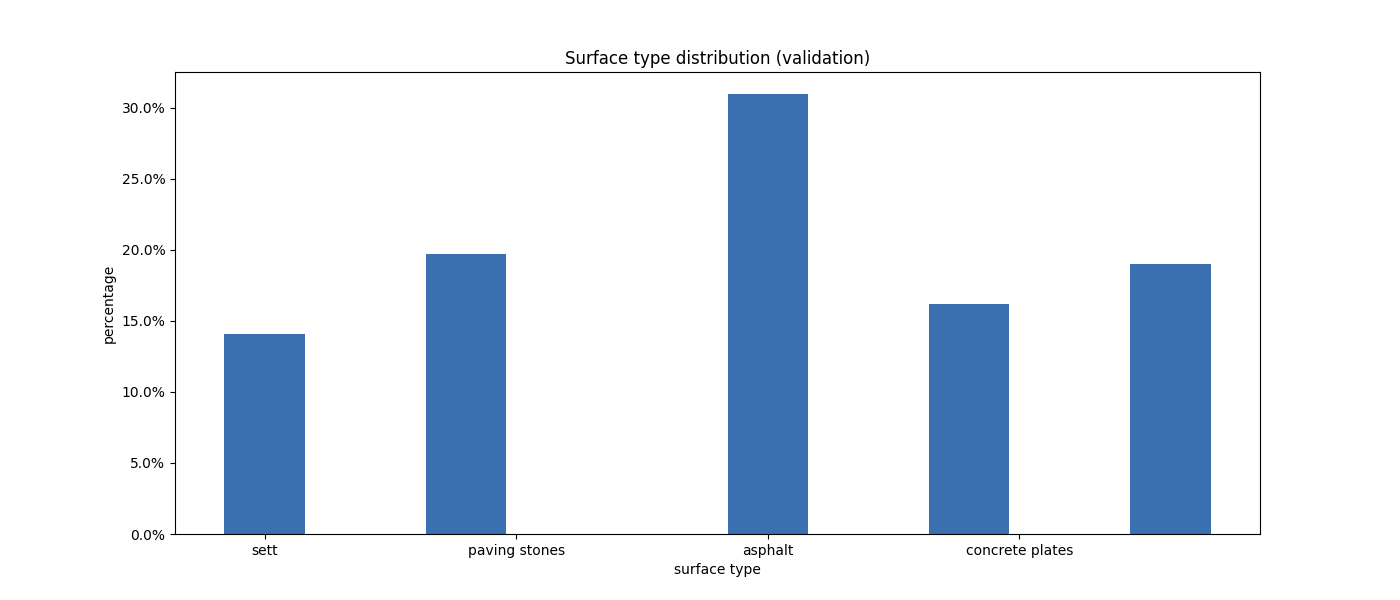 Surface type distribution (validation)
30.0%
25.0%
20.0%
15.0%
10.0%
5.0%
0.0%
percentage
sett paving stones asphalt concrete plates
surface type